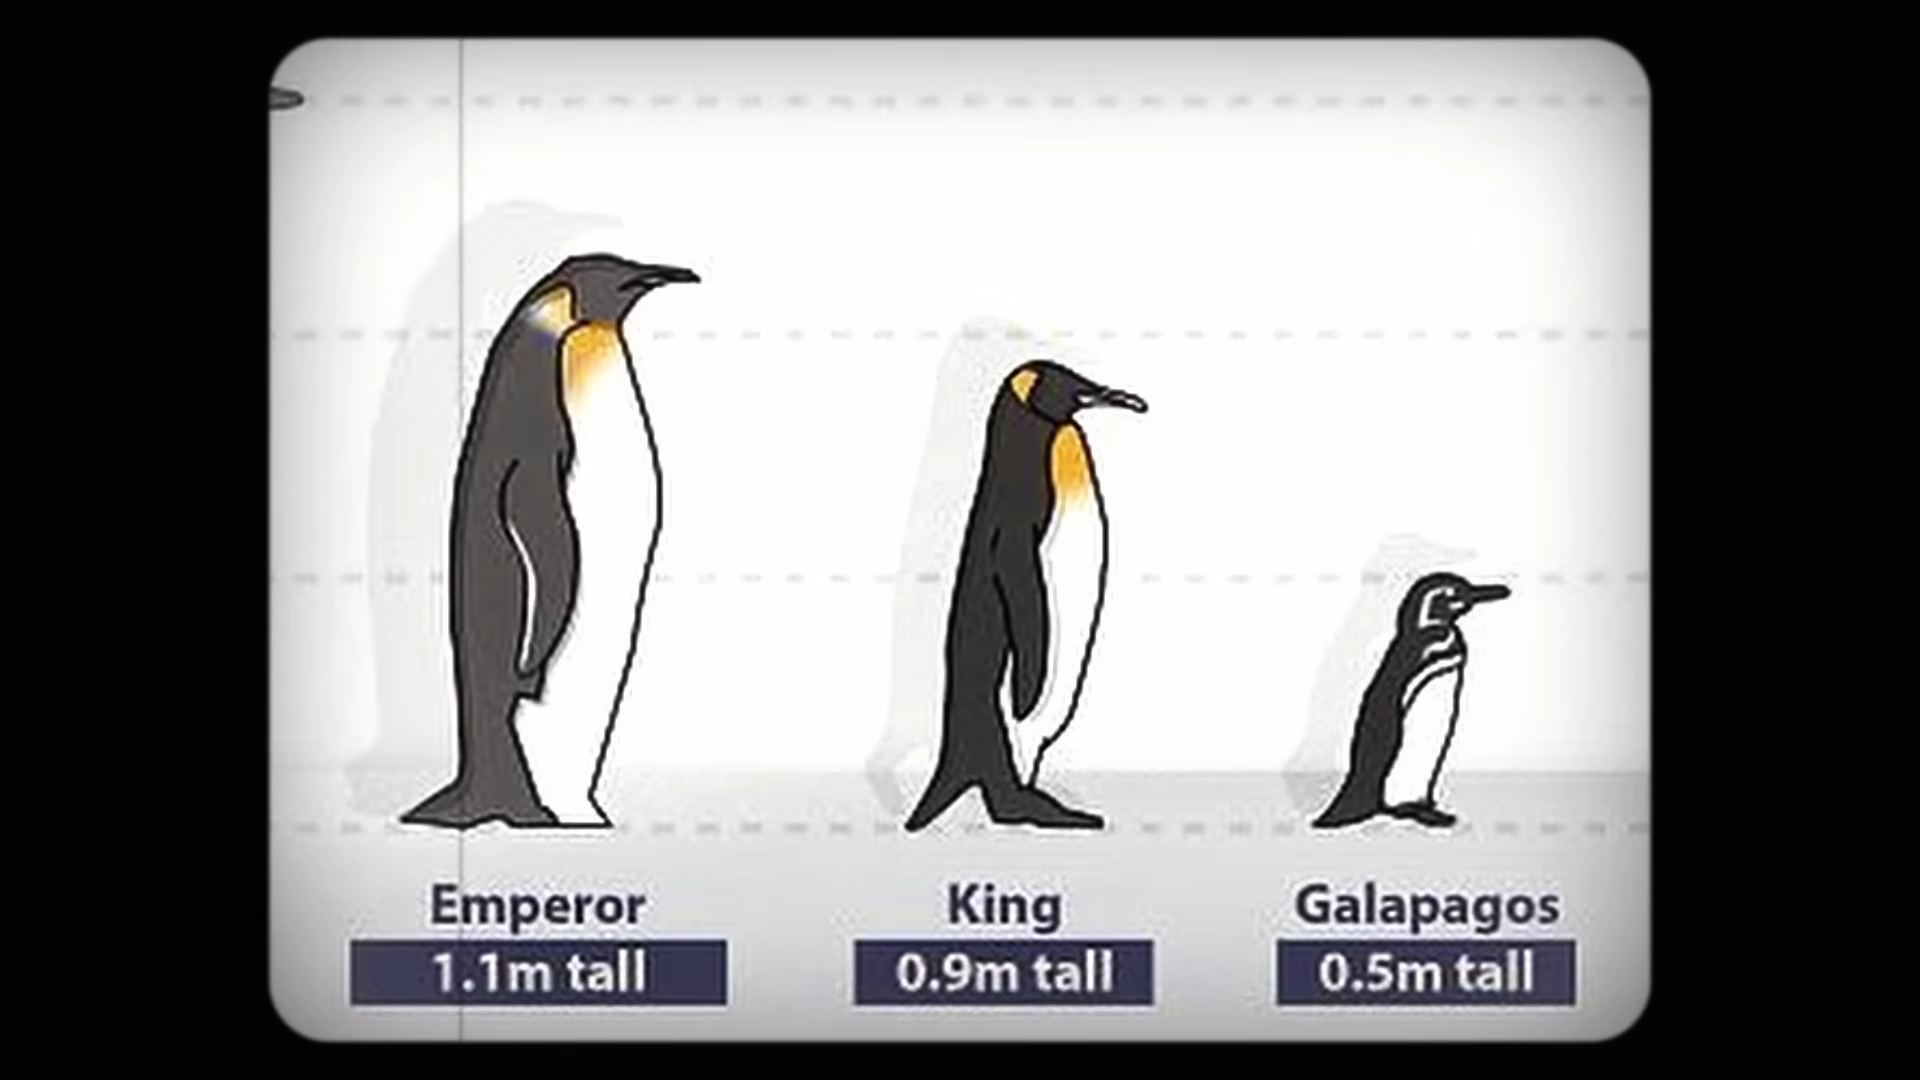 Emperor
1.1m tall
King
0.9m tall
Galapagos
0.5m tall